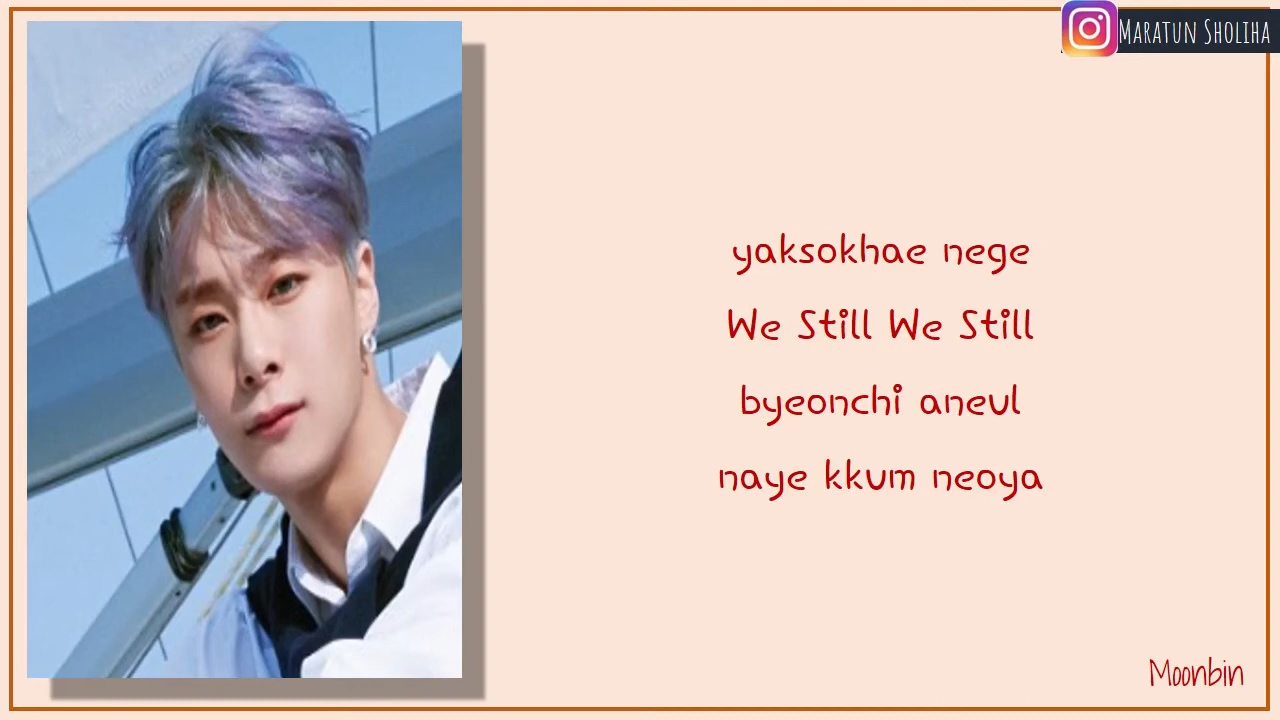 Maratun Sholiha
yaksokhae nege
We Still We Still
byeonchi aneul
naye kkum neoya
Moonbin